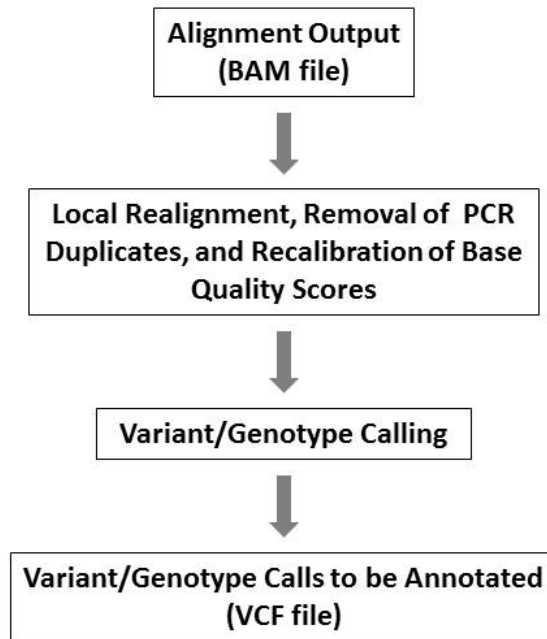 Alignment Output
(BAM file)
Local Realignment, Removal of PCR
Duplicates, and Recalibration of Base
Quality Scores
Variant/Genotype Calling
Variant/Genotype Calls to be Annotated
(VCF file)